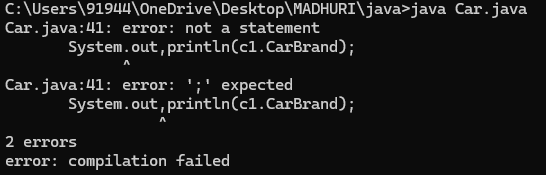 C:\Users\91944\OneDrive\Desktop\MADHURI\java>java Car.java
Car.java:41: error: not a statement
        System.out,println(c1.CarBrand);
              ^
Car.java:41: error: ';' expected
        System.out,println(c1.CarBrand);
                  ^
2 errors
error: compilation failed